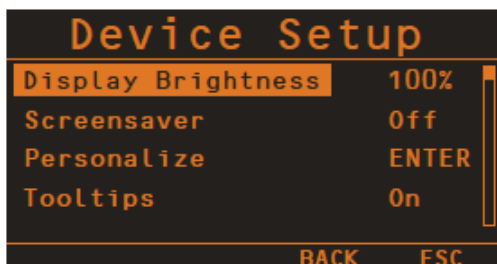 Device Setup
Display Brightness 100%
Screensaver Off
Personalize ENTER
Tooltips On
BACK ESC